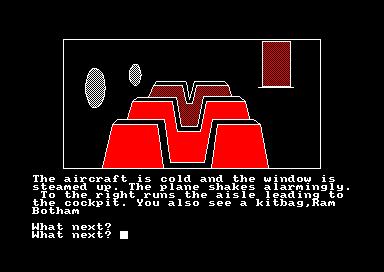 The aircraft is cold and the window is
steamed up. The plane shakes alarmingly.
To the right runs the aisle leading to
the cockpit. You also see a kitbag,Ram
Botham
What next?
What next?